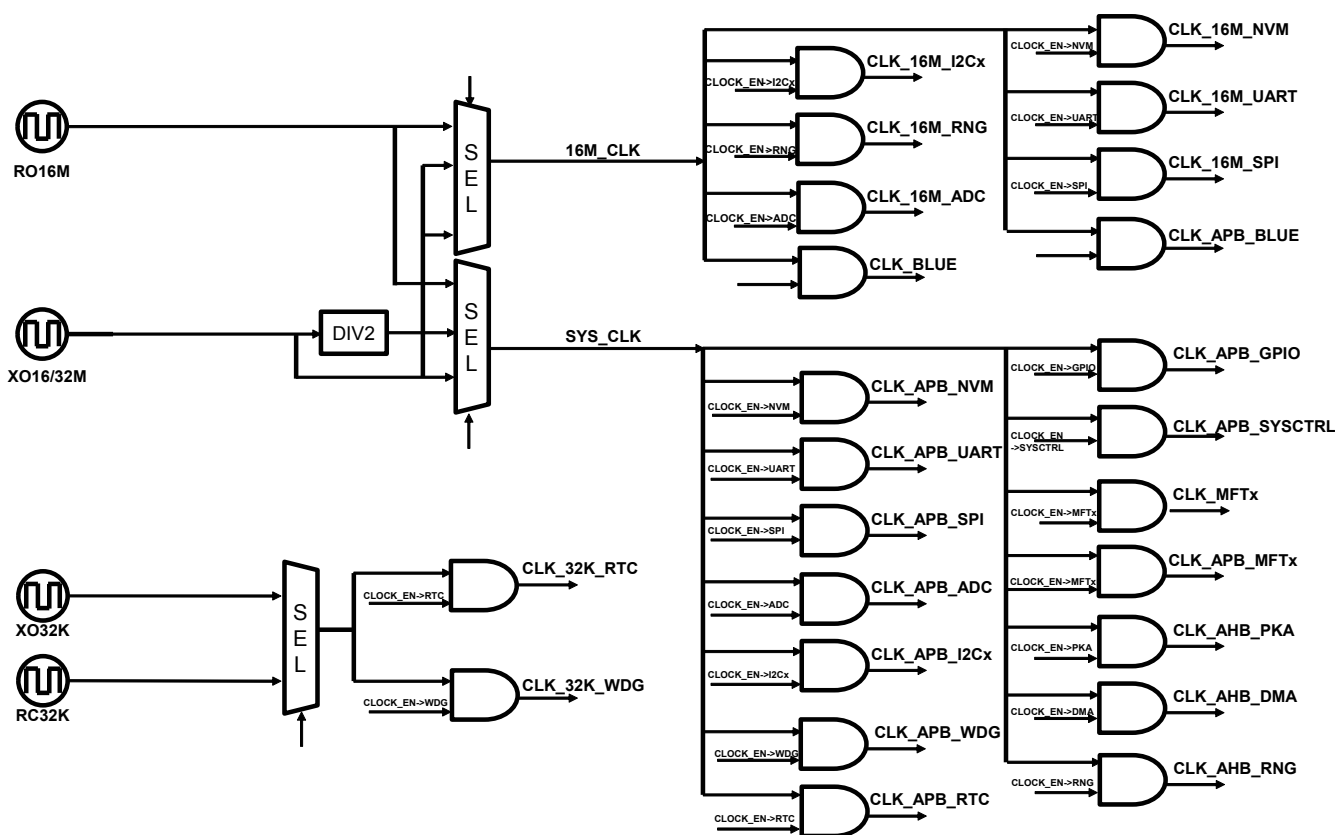 RO16M
XO16/32M
DIV2
SEL
SEL
16M_CLK
SYS_CLK
CLOCK_EN->I2Cx
CLK_16M_I2Cx
CLOCK_EN->RNG
CLK_16M_RNG
CLOCK_EN->ADC
CLK_16M_ADC
CLK_BLUE
CLOCK_EN->NVM
CLK_16M_NVM
CLOCK_EN->UART
CLK_16M_UART
CLOCK_EN->SPI
CLK_16M_SPI
CLK_APB_BLUE
CLOCK_EN->NVM
CLK_APB_NVM
CLOCK_EN->UART
CLK_APB_UART
CLOCK_EN->SPI
CLK_APB_SPI
CLOCK_EN->ADC
CLK_APB_ADC
CLOCK_EN->I2Cx
CLK_APB_I2Cx
CLOCK_EN->WDG
CLK_APB_WDG
CLOCK_EN->RTC
CLK_APB_RTC
CLOCK_EN->GPIO
CLK_APB_GPIO
CLOCK_EN
->SYSCTRL
CLK_APB_SYSCTRL
CLOCK_EN->MFTx
CLK_MFTx
CLOCK_EN->MFTx
CLK_APB_MFTx
CLOCK_EN->PKA
CLK_AHB_PKA
CLOCK_EN->DMA
CLK_AHB_DMA
CLOCK_EN->RNG
CLK_AHB_RNG
XO32K
RC32K
SEL
CLOCK_EN->RTC
CLK_32K_RTC
CLOCK_EN->WDG
CLK_32K_WDG